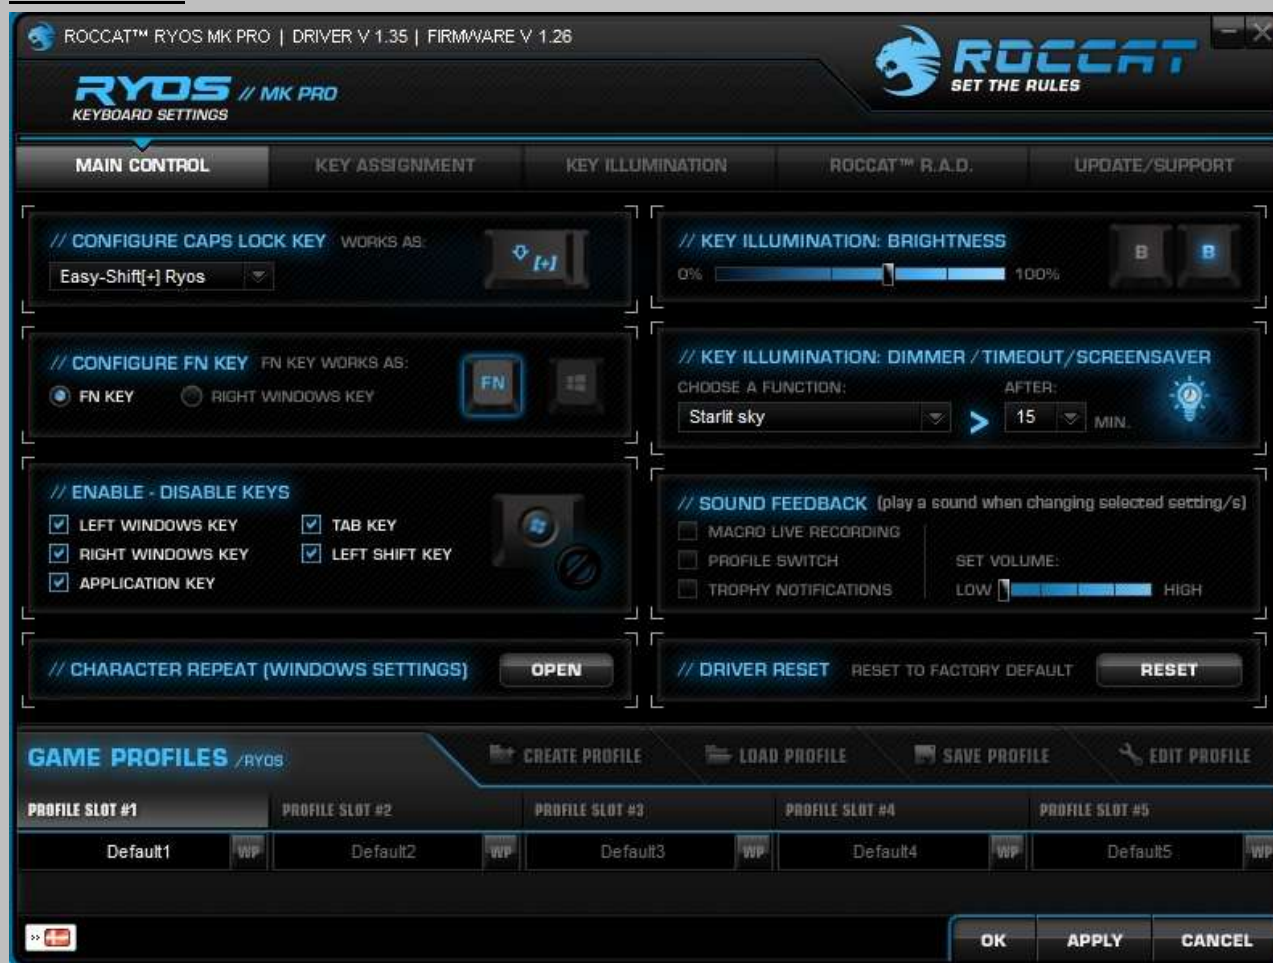 ROCCAT™ RYOS MK PRO | DRIVER V 1.35 | FIRMWARE V 1.26
ROCCAT
SET THE RULES
RYOS // MK PRO
KEYBOARD SETTINGS
MAIN CONTROL KEY ASSIGNMENT KEY ILLUMINATION ROCCAT™ R.A.D. UPDATE/SUPPORT
// CONFIGURE CAPS LOCK KEY WORKS AS:
Easy-Shift[+] Ryos
[+]
// KEY ILLUMINATION: BRIGHTNESS
0% 100%
B B
// CONFIGURE FN KEY FN KEY WORKS AS:
FN KEY RIGHT WINDOWS KEY
FN
// KEY ILLUMINATION: DIMMER / TIMEOUT/SCREENSAVER
CHOOSE A FUNCTION: AFTER:
Starlit sky > 15 MIN.
// ENABLE - DISABLE KEYS
LEFT WINDOWS KEY TAB KEY
RIGHT WINDOWS KEY LEFT SHIFT KEY
APPLICATION KEY
// SOUND FEEDBACK (play a sound when changing selected setting/s)
MACRO LIVE RECORDING
PROFILE SWITCH SET VOLUME:
TROPHY NOTIFICATIONS LOW HIGH
// CHARACTER REPEAT (WINDOWS SETTINGS) OPEN
// DRIVER RESET RESET TO FACTORY DEFAULT RESET
GAME PROFILES /RYOS CREATE PROFILE LOAD PROFILE SAVE PROFILE EDIT PROFILE
PROFILE SLOT #1 PROFILE SLOT #2 PROFILE SLOT #3 PROFILE SLOT #4 PROFILE SLOT #5
Default1 WP Default2 WP Default3 WP Default4 WP Default5 WP
»
OK APPLY CANCEL